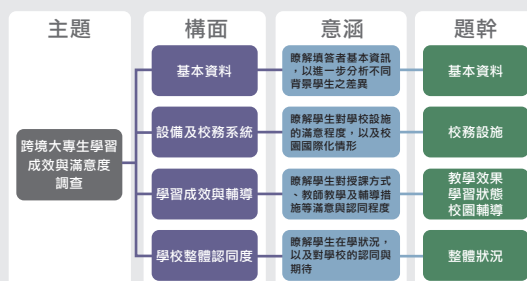 主題
構面
意涵
題幹
跨境大專生學習
成效與滿意度
調查
基本資料
瞭解填答者基本資訊
，以進一步分析不同
背景學生之差異
基本資料
設備及校務系統
瞭解學生對學校設施
的滿意程度，以及校
園國際化情形
校務設施
學習成效與輔導
瞭解學生對授課方式
、教師教學及輔導措
施等滿意與認同程度
教學效果
學習狀態
校園輔導
學校整體認同度
瞭解學生在學狀況，
以及對學校的認同與
期待
整體狀況